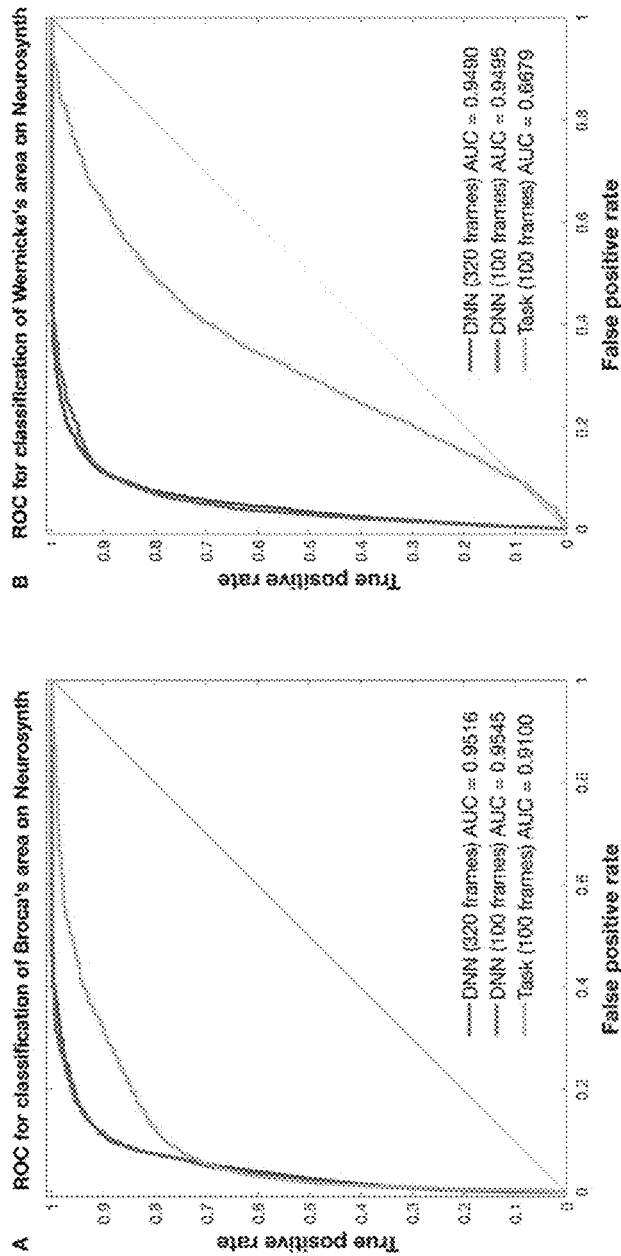 A
ROC for classification of Broca's area on Neurosynth
True positive rate
1
0.9
0.8
0.7
0.6
0.5
0.4
0.3
0.2
0.1
0
DNN (320 frames) AUC = 0.9516
DNN (100 frames) AUC = 0.9545
Task (100 frames) AUC = 0.9100
0
0.2
0.4
0.6
0.8
1
False positive rate
B
ROC for classification of Wernicke's area on Neurosynth
True positive rate
1
0.9
0.8
0.7
0.6
0.5
0.4
0.3
0.2
0.1
0
DNN (320 frames) AUC = 0.9490
DNN (100 frames) AUC = 0.9495
Task (100 frames) AUC = 0.6679
0
0.2
0.4
0.6
0.8
1
False positive rate